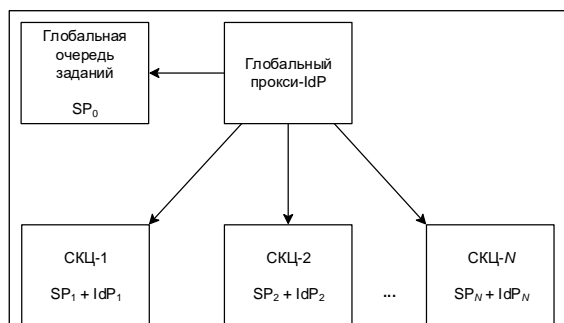 Глобальная
очередь
заданий
SP0
Глобальный
прокси-IdP
СКЦ-1
SP1 + IdP1
СКЦ-2
SP2 + IdP2
...
СКЦ-N
SPN + IdPN